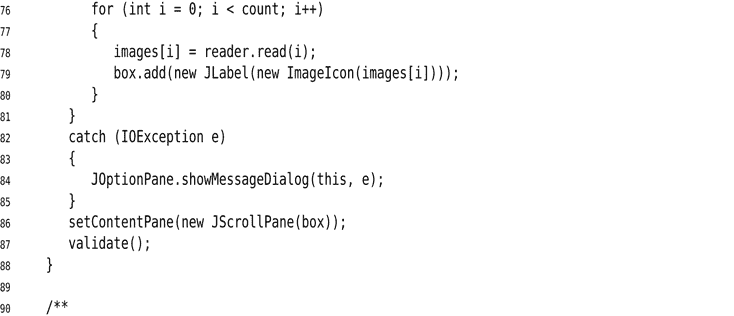 76         for (int i = 0; i < count; i++)
77         {
78            images[i] = reader.read(i);
79            box.add(new JLabel(new ImageIcon(images[i])));
80         }
81      }
82      catch (IOException e)
83      {
84         JOptionPane.showMessageDialog(this, e);
85      }
86      setContentPane(new JScrollPane(box));
87      validate();
88   }
89
90   /**